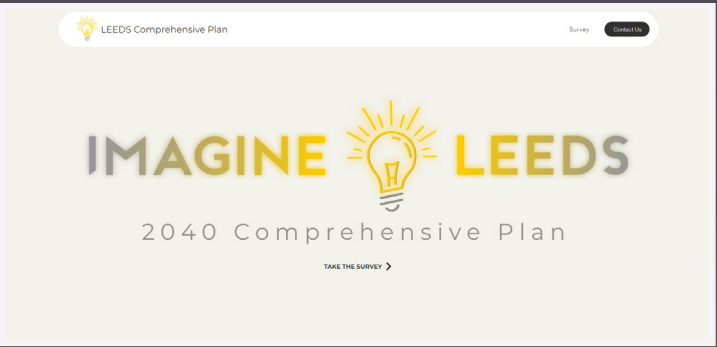 LEEDS Comprehensive Plan
Survey
Contact Us
IMAGINE LEEDS
2040 Comprehensive Plan
TAKE THE SURVEY